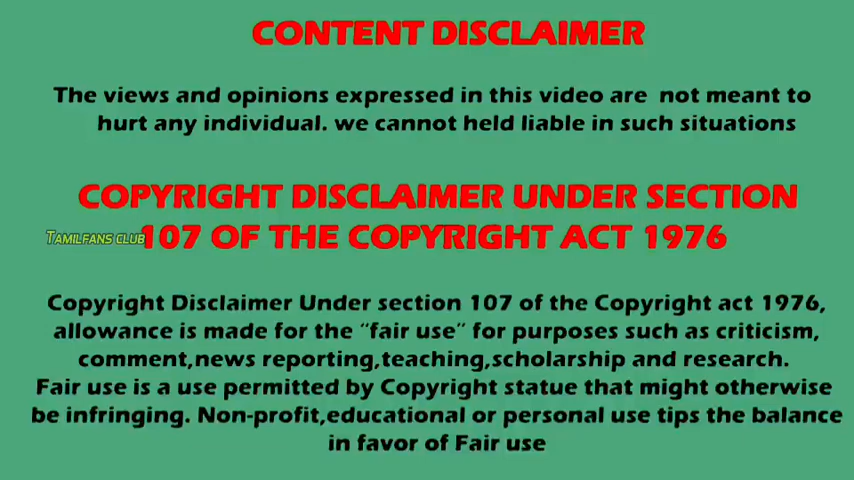 CONTENT DISCLAIMER
The views and opinions expressed in this video are not meant to
hurt any individual. we cannot held liable in such situations
COPYRIGHT DISCLAIMER UNDER SECTION
107 OF THE COPYRIGHT ACT 1976
TAMILFANS CLUB
Copyright Disclaimer Under section 107 of the Copyright act 1976,
allowance is made for the "fair use" for purposes such as criticism,
comment,news reporting,teaching,scholarship and research.
Fair use is a use permitted by Copyright statue that might otherwise
be infringing. Non-profit,educational or personal use tips the balance
in favor of Fair use